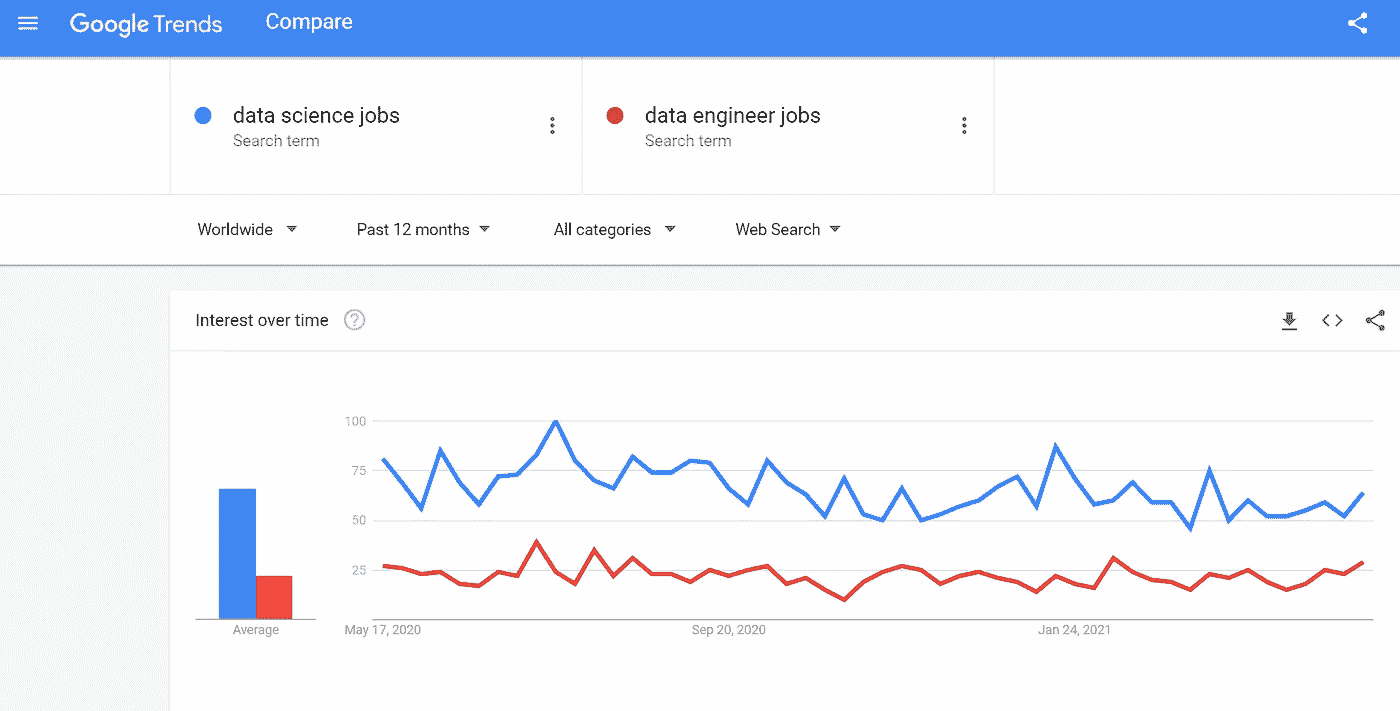 Google Trends Compare
data science jobs
Search term
data engineer jobs
Search term
Worldwide Past 12 months All categories Web Search
Interest over time ?
100
75
50
25
Average
May 17, 2020 Sep 20, 2020 Jan 24, 2021